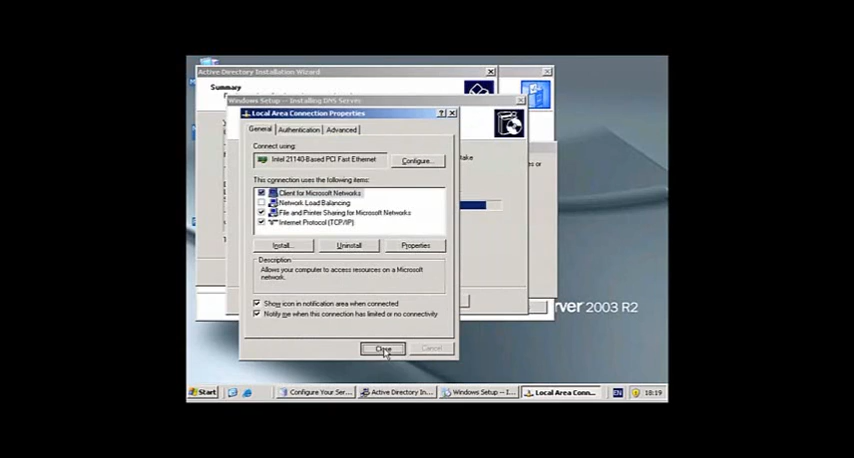 Active Directory Installation Wizard
Summary
Windows Setup -- Installing DNS Server
Local Area Connection Properties
General
Authentication
Advanced
Connect using:
Intel 21140-Based PCI Fast Ethernet
Configure...
This connection uses the following items:
Client for Microsoft Networks
Network Load Balancing
File and Printer Sharing for Microsoft Networks
Internet Protocol (TCP/IP)
Install...
Uninstall
Properties
Description
Allows your computer to access resources on a Microsoft
network.
Show icon in notification area when connected
Notify me when this connection has limited or no connectivity
Close
Cancel
take
es or
rver 2003 R2
Start
Configure Your Ser...
Active Directory In...
Windows Setup -- I...
Local Area Conn...
EN
18:19